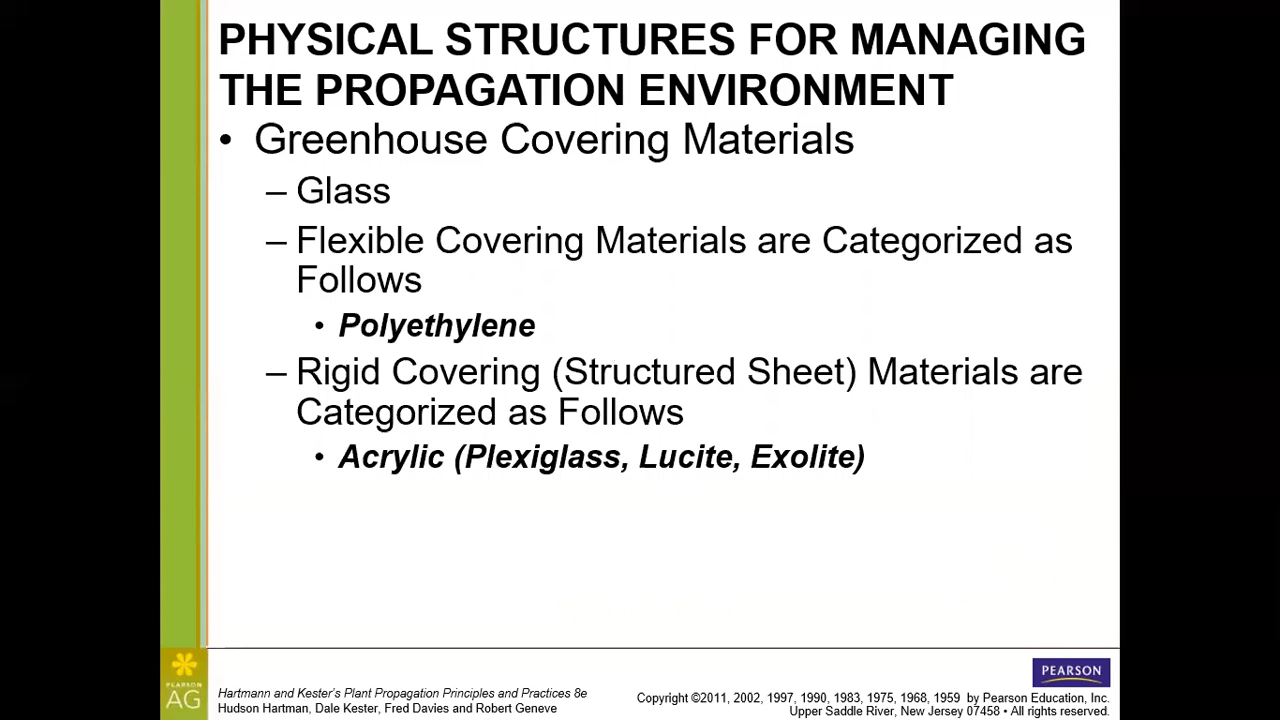 PHYSICAL STRUCTURES FOR MANAGING
THE PROPAGATION ENVIRONMENT
• Greenhouse Covering Materials
– Glass
– Flexible Covering Materials are Categorized as
Follows
• Polyethylene
– Rigid Covering (Structured Sheet) Materials are
Categorized as Follows
• Acrylic (Plexiglass, Lucite, Exolite)
PEARSON
AG
Hartmann and Kester's Plant Propagation Principles and Practices 8e
Hudson Hartman, Dale Kester, Fred Davies and Robert Geneve
PEARSON
Copyright ©2011, 2002, 1997, 1990, 1983, 1975, 1968, 1959 by Pearson Education, Inc.
Upper Saddle River, New Jersey 07458 • All rights reserved.